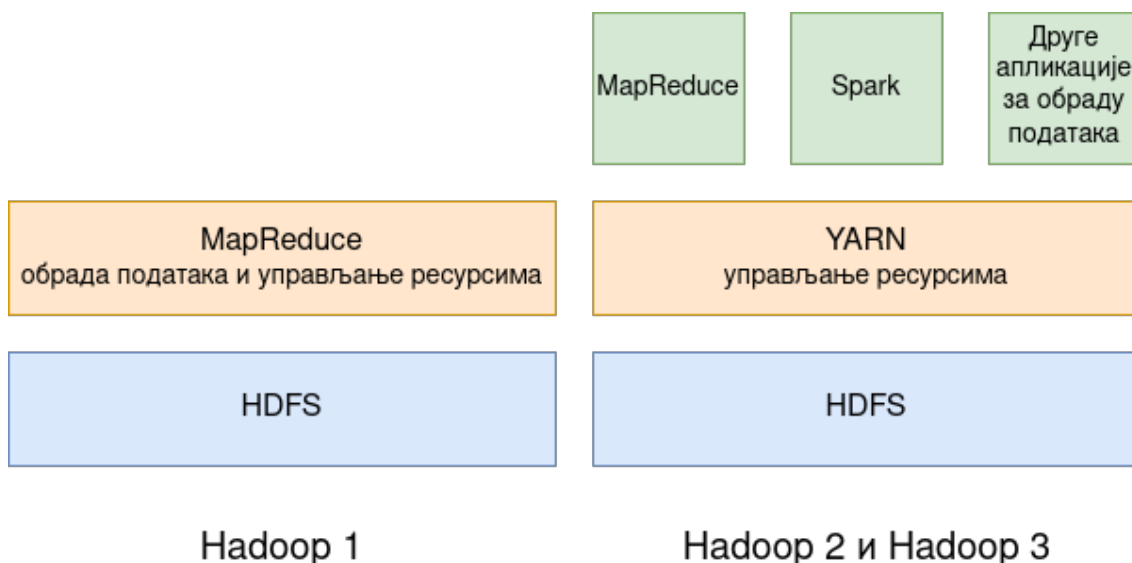 MapReduce
Spark
Друге
апликације
за обраду
података
MapReduce
обрада података и управљање ресурсима
YARN
управљање ресурсима
HDFS
HDFS
Hadoop 1
Hadoop 2 и Hadoop 3